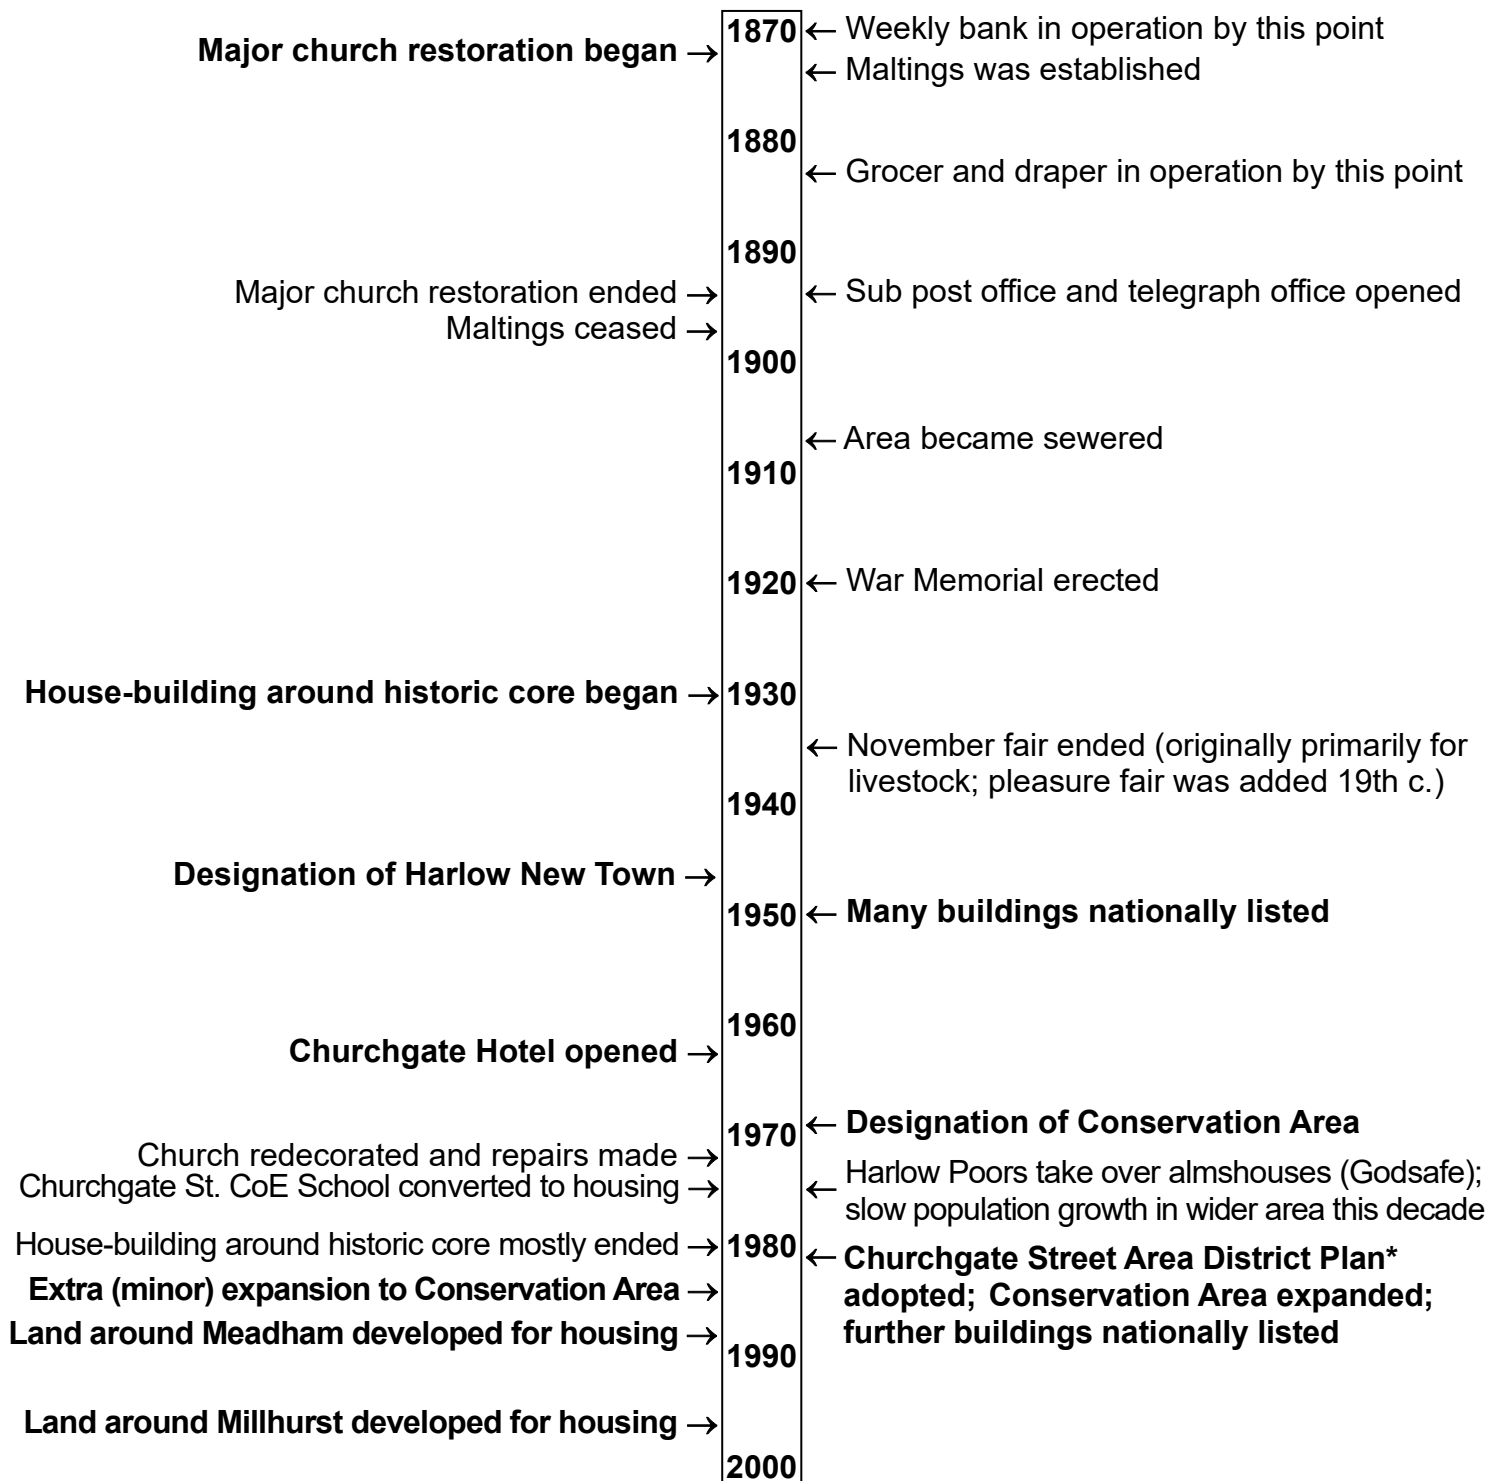 1870
← Weekly bank in operation by this point
Major church restoration began →
← Maltings was established
1880
← Grocer and draper in operation by this point
1890
Major church restoration ended →
← Sub post office and telegraph office opened
Maltings ceased →
1900
← Area became sewered
1910
1920
← War Memorial erected
House-building around historic core began →
1930
← November fair ended (originally primarily for
livestock; pleasure fair was added 19th c.)
1940
Designation of Harlow New Town →
1950
← Many buildings nationally listed
1960
Churchgate Hotel opened →
← Designation of Conservation Area
1970
Church redecorated and repairs made →
Churchgate St. CoE School converted to housing →
← Harlow Poors take over almshouses (Godsafe);
slow population growth in wider area this decade
House-building around historic core mostly ended →
1980
← Churchgate Street Area District Plan*
adopted; Conservation Area expanded;
further buildings nationally listed
Extra (minor) expansion to Conservation Area →
Land around Meadham developed for housing →
1990
Land around Millhurst developed for housing →
2000